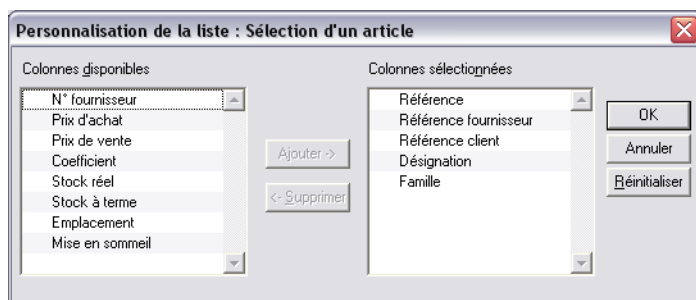 Personnalisation de la liste : Sélection d'un article
Colonnes disponibles
N° fournisseur
Prix d'achat
Prix de vente
Coefficient
Stock réel
Stock à terme
Emplacement
Mise en sommeil
Ajouter ->
<- Supprimer
Colonnes sélectionnées
Référence
Référence fournisseur
Référence client
Désignation
Famille
OK
Annuler
Réinitialiser